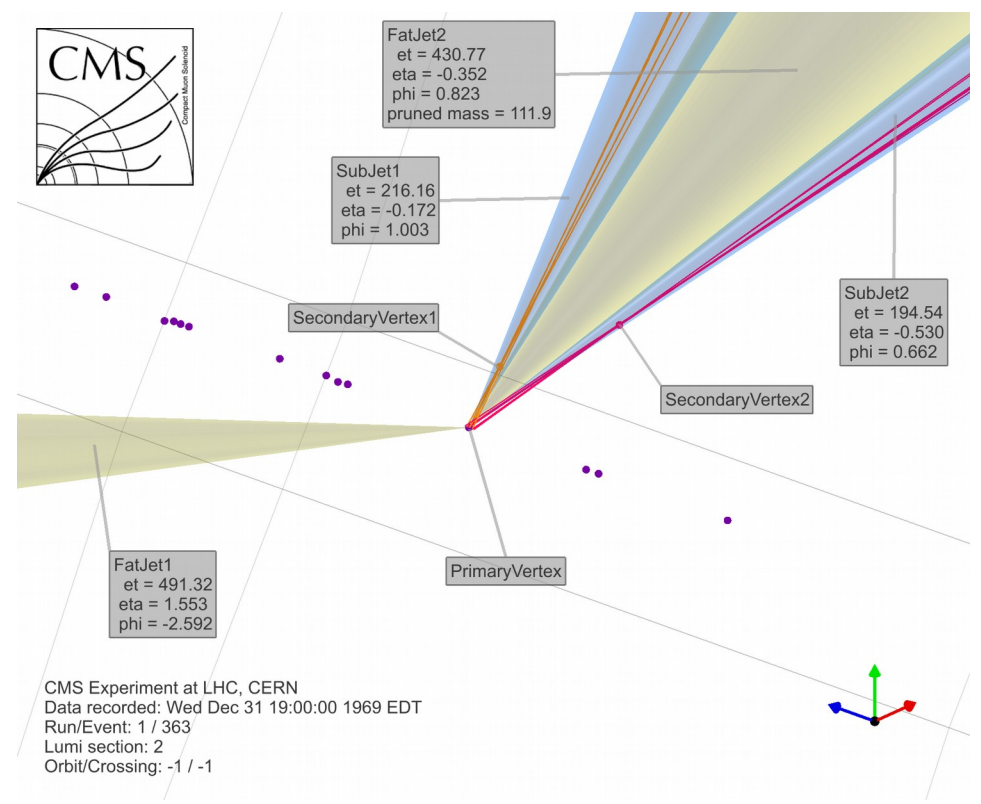 CMS
Compact Muon Solenoid
FatJet2
et = 430.77
eta = -0.352
phi = 0.823
pruned mass = 111.9
SubJet1
et = 216.16
eta = -0.172
phi = 1.003
SecondaryVertex1
SubJet2
et = 194.54
eta = -0.530
phi = 0.662
SecondaryVertex2
PrimaryVertex
FatJet1
et = 491.32
eta = 1.553
phi = -2.592
CMS Experiment at LHC, CERN
Data recorded: Wed Dec 31 19:00:00 1969 EDT
Run/Event: 1 / 363
Lumi section: 2
Orbit/Crossing: -1 / -1